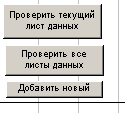 Проверить текущий
лист данных
Проверить все
листы данных
Добавить новый